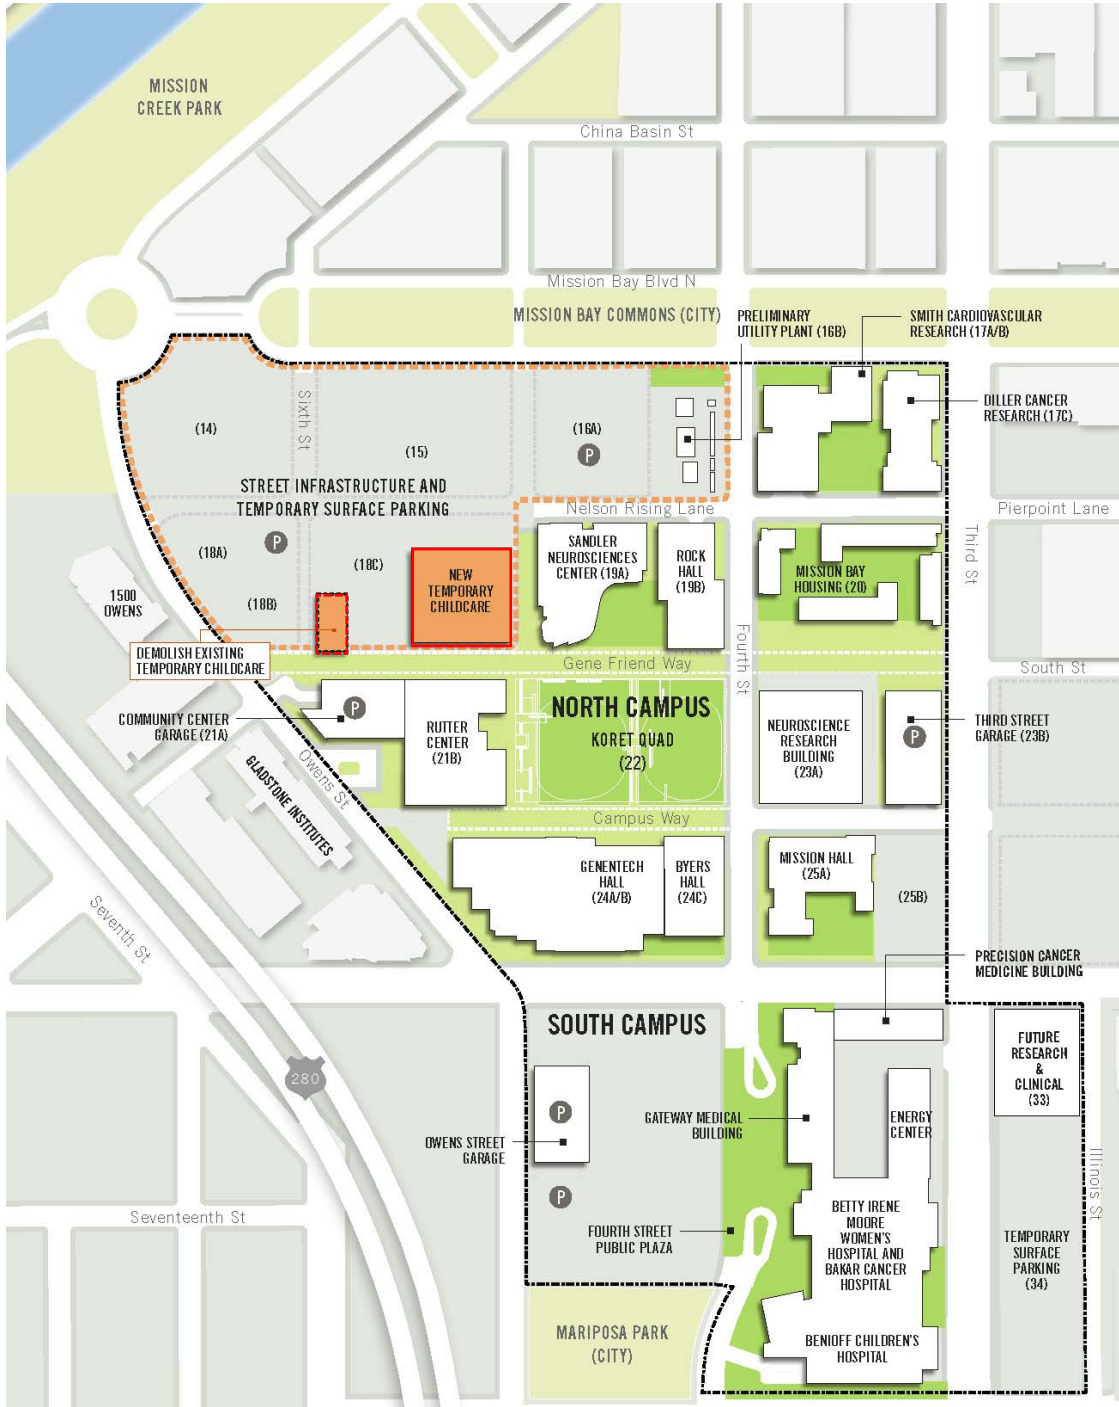 MISSION
CREEK PARK
China Basin St
Mission Bay Blvd N
MISSION BAY COMMONS (CITY)
PRELIMINARY
UTILITY PLANT (16B)
SMITH CARDIOVASCULAR
RESEARCH (17A/B)
DILLER CANCER
RESEARCH (17C)
Sixth St
(14)
(15)
(16A)
P
STREET INFRASTRUCTURE AND
TEMPORARY SURFACE PARKING
Nelson Rising Lane
Pierpoint Lane
Third St
(18A)
P
(18C)
(18B)
NEW
TEMPORARY
CHILDCARE
SANDLER
NEUROSCIENCES
CENTER (19A)
ROCK
HALL
(19B)
MISSION BAY
HOUSING (20)
1500
OWENS
DEMOLISH EXISTING
TEMPORARY CHILDCARE
Gene Friend Way
Fourth St
South St
COMMUNITY CENTER
GARAGE (21A)
P
RUTTER
CENTER
(21B)
NORTH CAMPUS
KORET QUAD
(22)
NEUROSCIENCE
RESEARCH
BUILDING
(23A)
P
THIRD STREET
GARAGE (23B)
Owens St
GLADSTONE INSTITUTES
Campus Way
GENENTECH
HALL
(24A/B)
BYERS
HALL
(24C)
MISSION HALL
(25A)
(25B)
Seventh St
PRECISION CANCER
MEDICINE BUILDING
SOUTH CAMPUS
FUTURE
RESEARCH
&
CLINICAL
(33)
280
P
OWENS STREET
GARAGE
GATEWAY MEDICAL
BUILDING
ENERGY
CENTER
P
Illinois St
Seventeenth St
FOURTH STREET
PUBLIC PLAZA
BETTY IRENE
MOORE
WOMEN'S
HOSPITAL AND
BAKAR CANCER
HOSPITAL
TEMPORARY
SURFACE
PARKING
(34)
MARIPOSA PARK
(CITY)
BENIOFF CHILDREN'S
HOSPITAL